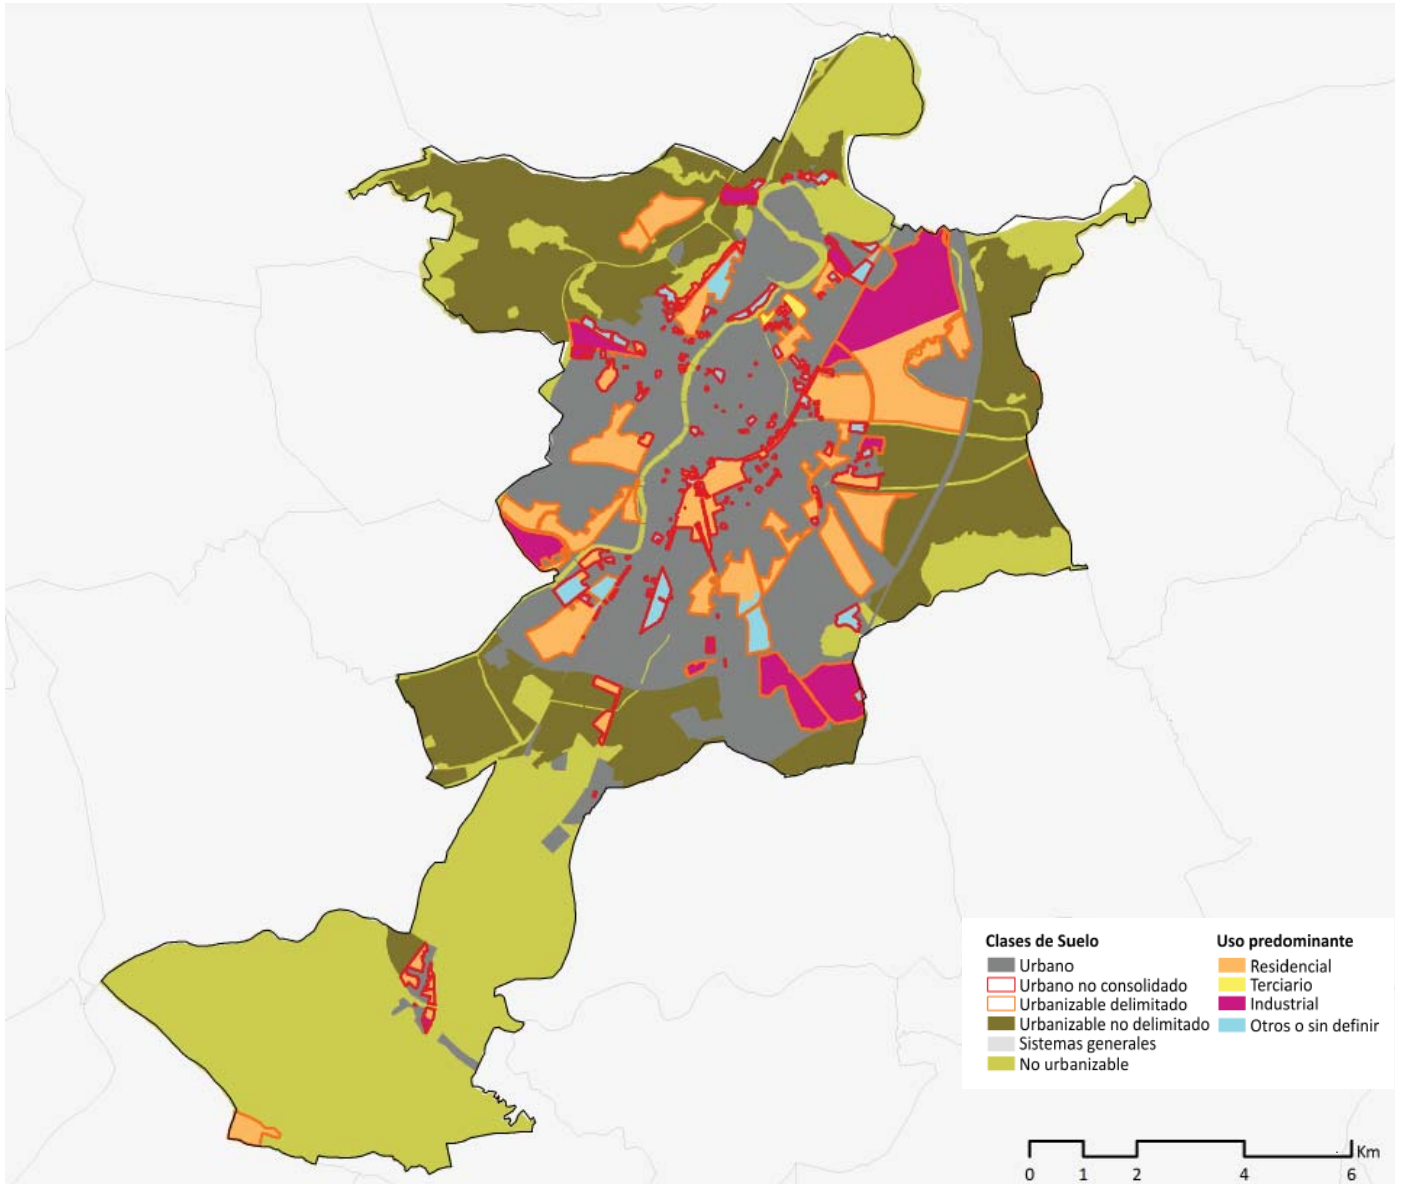 Clases de Suelo
Urbano
Urbano no consolidado
Urbanizable delimitado
Urbanizable no delimitado
Sistemas generales
No urbanizable
Uso predominante
Residencial
Terciario
Industrial
Otros o sin definir
Km
0 1 2 4 6